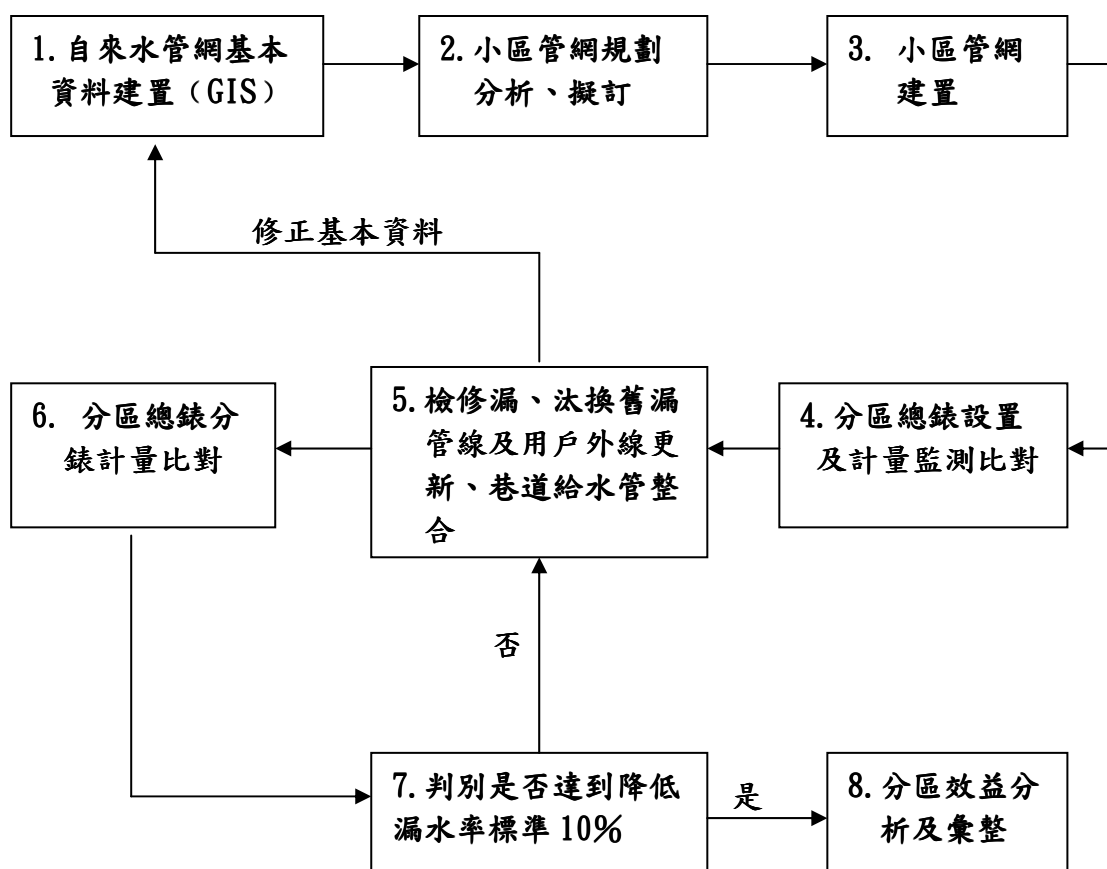 1.自來水管網基本
資料建置（GIS）
2.小區管網規劃
分析、擬訂
3. 小區管網
建置
修正基本資料
6. 分區總錶分
錶計量比對
5.檢修漏、汰換舊漏
管線及用戶外線更
新、巷道給水管整
合
4.分區總錶設置
及計量監測比對
否
7.判別是否達到降低
漏水率標準10%
是
8.分區效益分
析及彙整